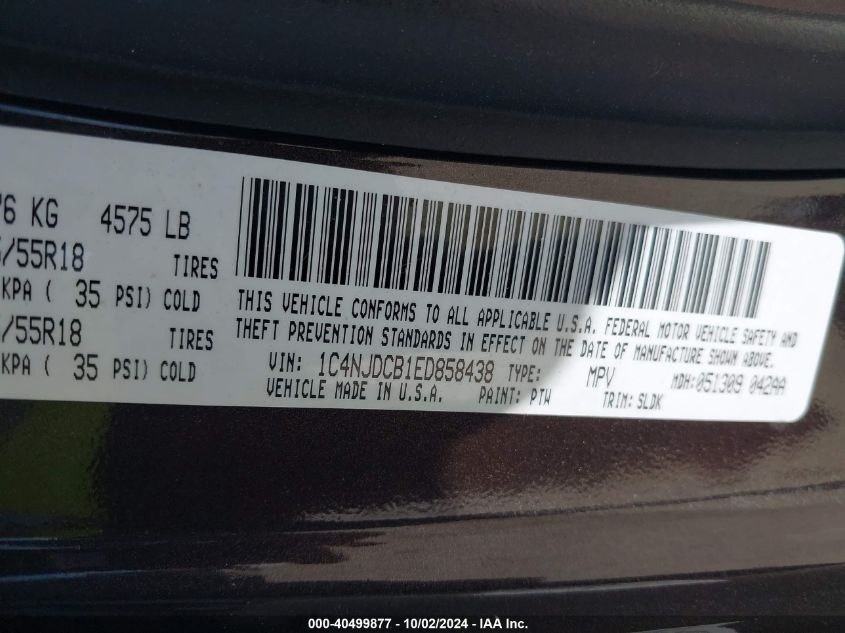 76 KG 4575 LB
/55R18 TIRES
KPA ( 35 PSI) COLD
/55R18 TIRES
KPA ( 35 PSI) COLD
THIS VEHICLE CONFORMS TO ALL APPLICABLE U.S.A. FEDERAL MOTOR VEHICLE SAFETY AND
THEFT PREVENTION STANDARDS IN EFFECT ON THE DATE OF MANUFACTURE SHOWN ABOVE.
VIN: 1C4NJDCB1ED858438 TYPE: MPV MDH: 051309 042AA
VEHICLE MADE IN U.S.A. PAINT: PTW TRIM: SLDK
000-40499877 - 10/02/2024 - IAA Inc.